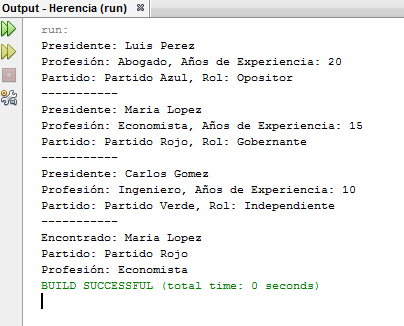 Output - Herencia (run)
run:
Presidente: Luis Perez
Profesión: Abogado, Años de Experiencia: 20
Partido: Partido Azul, Rol: Opositor
-----------
Presidente: Maria Lopez
Profesión: Economista, Años de Experiencia: 15
Partido: Partido Rojo, Rol: Gobernante
-----------
Presidente: Carlos Gomez
Profesión: Ingeniero, Años de Experiencia: 10
Partido: Partido Verde, Rol: Independiente
-----------
Encontrado: Maria Lopez
Partido: Partido Rojo
Profesión: Economista
BUILD SUCCESSFUL (total time: 0 seconds)